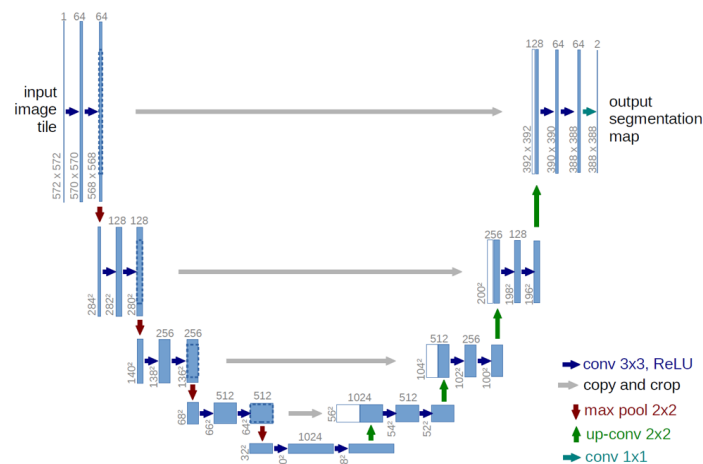 1 64 64
128 64 64 2
input
image
tile
output
segmentation
map
572 x 572
570 x 570
568 x 568
392 x 392
390 x 390
388 x 388
388 x 388
128 128
256 128
284²
282²
280²
200²
198²
196²
256 256
512 256
140²
138²
136²
104²
102²
100²
512 512
1024 512
68²
66²
64²
56²
54²
52²
1024
32²
0²
8²
conv 3x3, ReLU
copy and crop
max pool 2x2
up-conv 2x2
conv 1x1